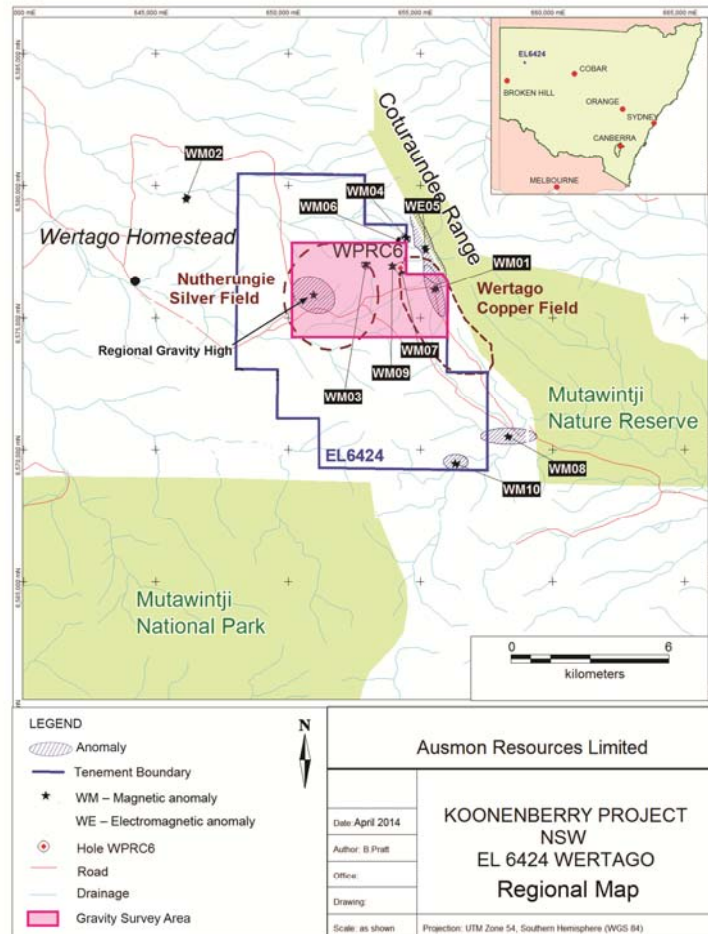 000 mE
645,000 mE
650,000 mE
655,000 mE
660,000 mE
665,000 mE
EL6424
COBAR
BROKEN HILL
ORANGE
SYDNEY
CANBERRA
MELBOURNE
WM02
WM04
WM06
WE05
Coturaundee Range
Wertago Homestead
WPRC6
WM01
Nutherungie
Silver Field
Wertago
Copper Field
Regional Gravity High
WM07
WM09
WM03
Mutawintji
Nature Reserve
EL6424
WM08
WM10
Mutawintji
National Park
0
6
kilometers
LEGEND
N
Anomaly
Tenement Boundary
WM – Magnetic anomaly
WE – Electromagnetic anomaly
Hole WPRC6
Road
Drainage
Gravity Survey Area
Ausmon Resources Limited
Date: April 2014
Author: B.Pratt
Office:
Drawing:
Scale: as shown
KOONENBERRY PROJECT
NSW
EL 6424 WERTAGO
Regional Map
Projection: UTM Zone 54, Southern Hemisphere (WGS 84)